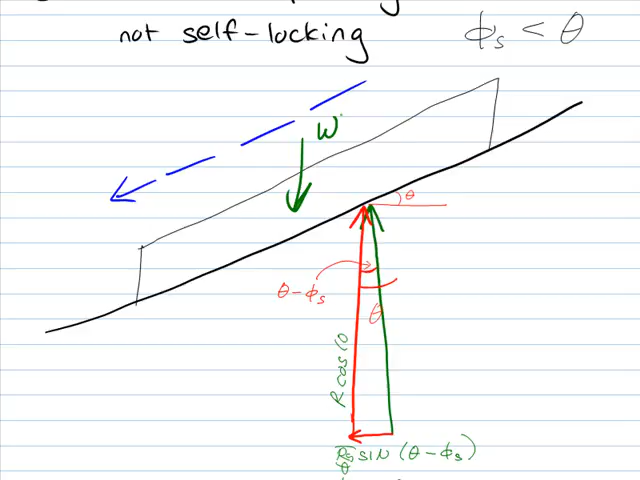 not self-locking
ϕs < θ
W
θ
θ-ϕs
θ
R cos (θ
R sin (θ-ϕs)